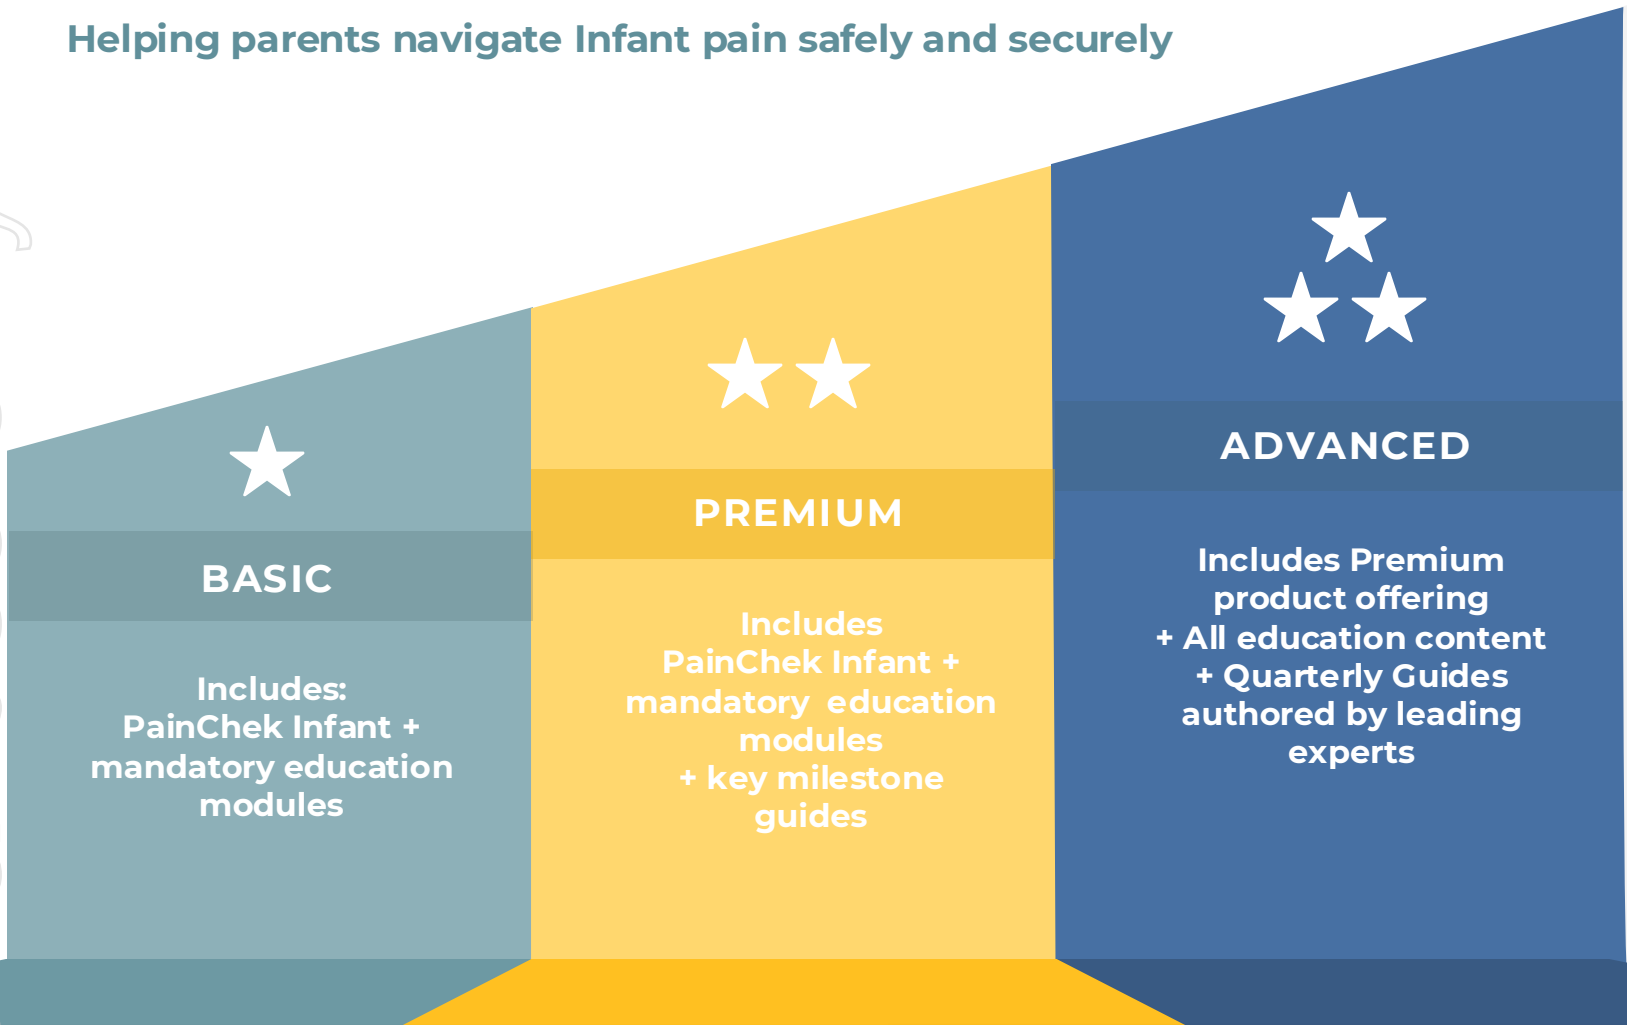 Helping parents navigate Infant pain safely and securely
BASIC
Includes:
PainChek Infant +
mandatory education
modules
PREMIUM
Includes
PainChek Infant +
mandatory education
modules
+ key milestone
guides
ADVANCED
Includes Premium
product offering
+ All education content
+ Quarterly Guides
authored by leading
experts